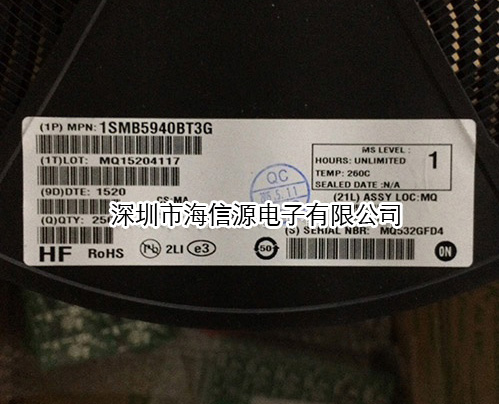 (1P) MPN: 1SMB5940BT3G
(1T)LOT: MQ15204117
MS LEVEL:
HOURS: UNLIMITED
TEMP: 260C
SEALED DATE :N/A
1
QC
(9D)DTE: 1520
(21L) ASSY LOC:MQ
深圳市海信源电子有限公司
(Q)QTY:
(S) SERIAL NBR: MQ532GFD4
HF RoHS Pb 2LI e3 50 ON